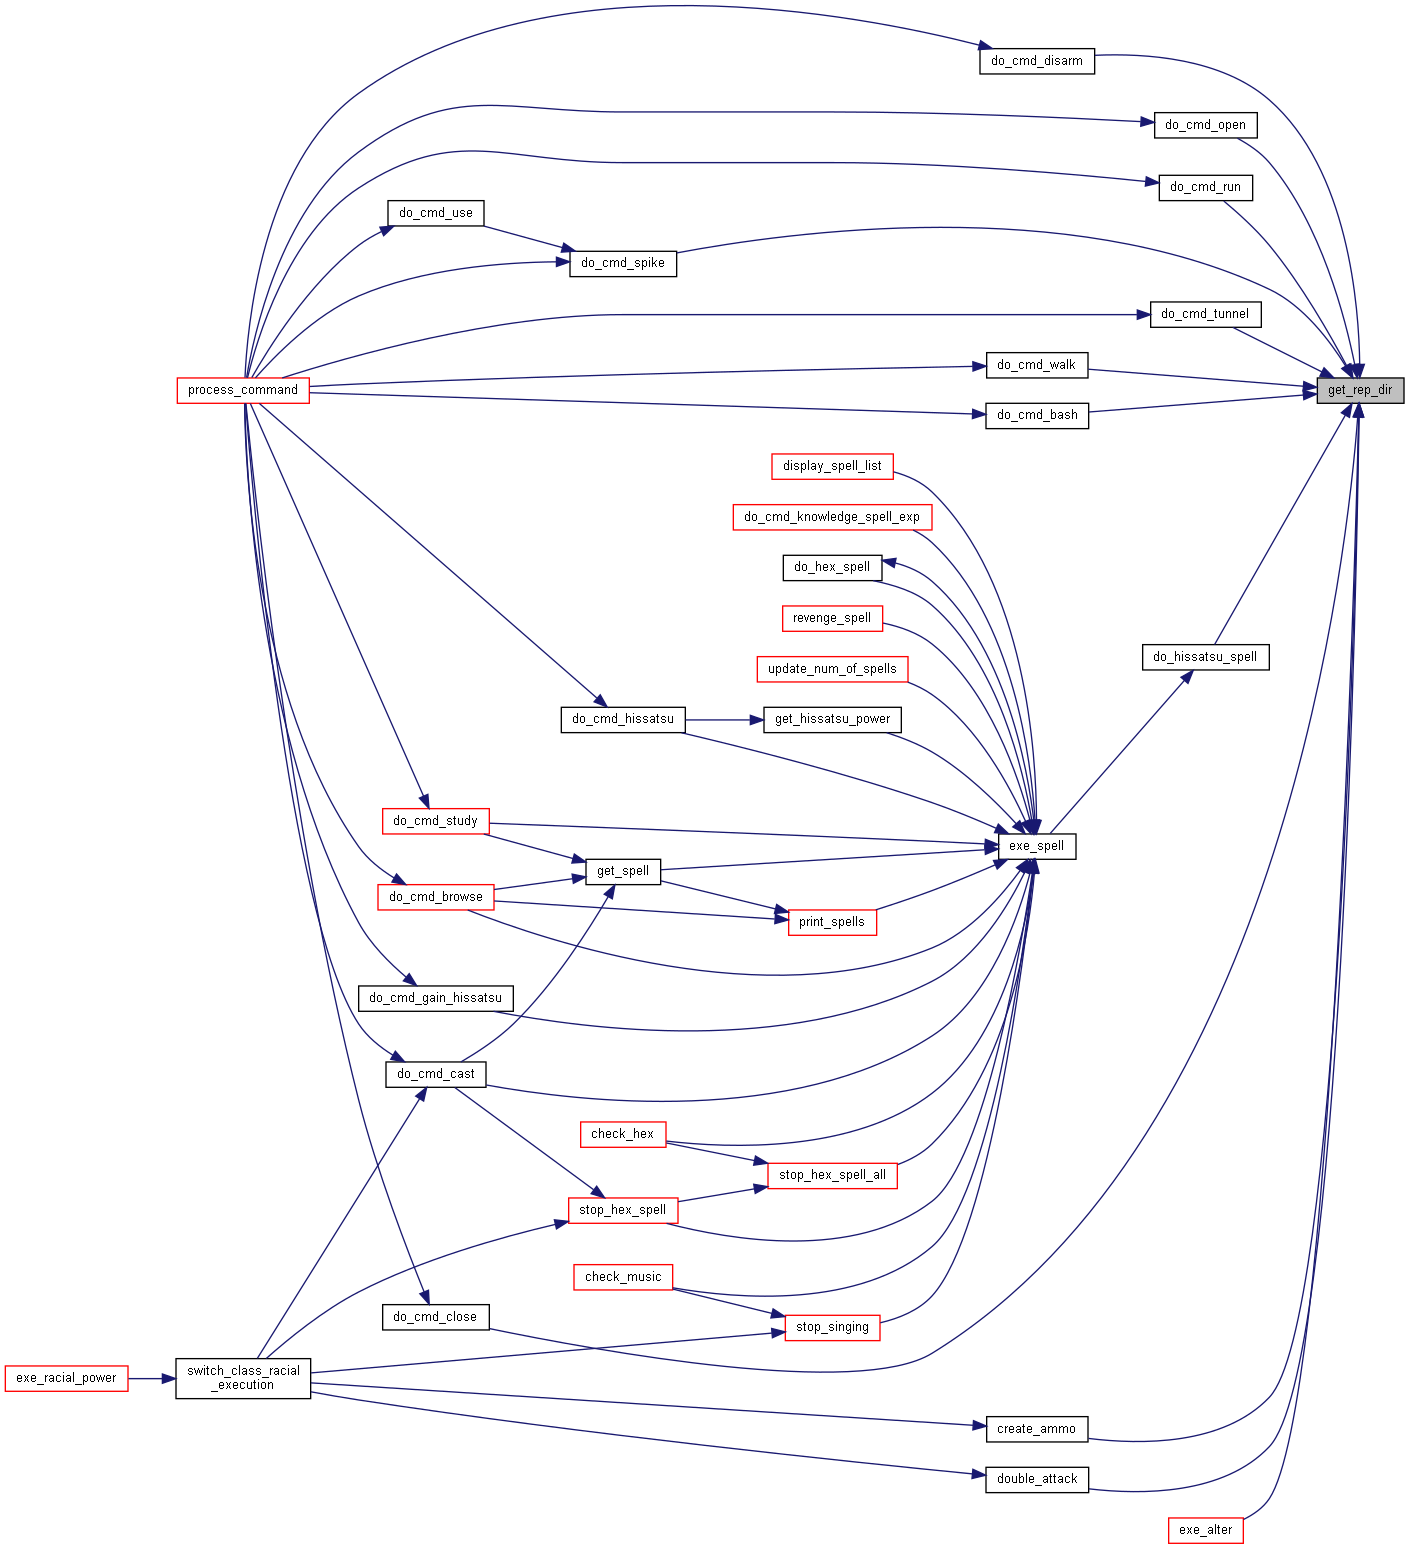 do_cmd_disarm
do_cmd_open
do_cmd_run
do_cmd_use
do_cmd_spike
do_cmd_tunnel
do_cmd_walk
process_command
get_rep_dir
do_cmd_bash
display_spell_list
do_cmd_knowledge_spell_exp
do_hex_spell
revenge_spell
do_hissatsu_spell
update_num_of_spells
do_cmd_hissatsu
get_hissatsu_power
do_cmd_study
exe_spell
get_spell
do_cmd_browse
print_spells
do_cmd_gain_hissatsu
do_cmd_cast
check_hex
stop_hex_spell_all
stop_hex_spell
check_music
do_cmd_close
stop_singing
exe_racial_power
switch_class_racial
_execution
create_ammo
double_attack
exe_alter